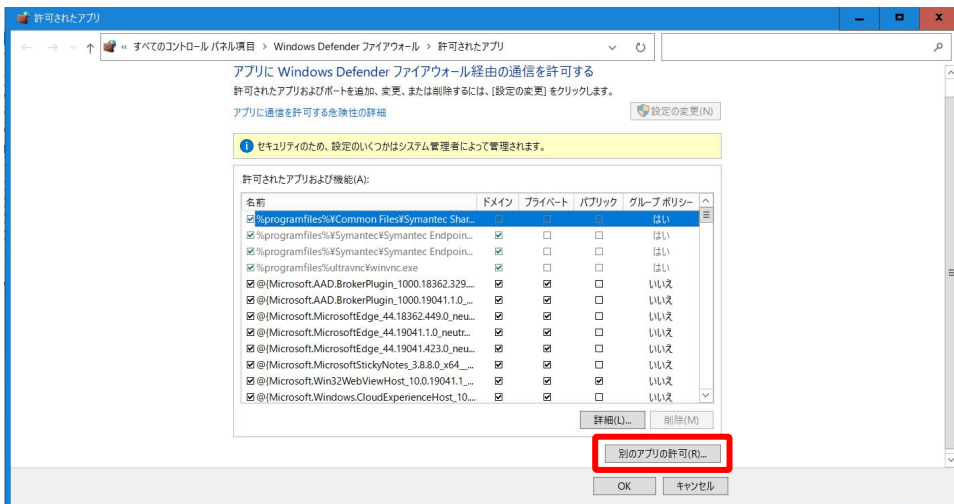 許可されたアプリ
« すべてのコントロール パネル項目 > Windows Defender ファイアウォール > 許可されたアプリ
アプリに Windows Defender ファイアウォール経由の通信を許可する
許可されたアプリおよびポートを追加、変更、または削除するには、[設定の変更] をクリックします。
アプリに通信を許可する危険性の詳細
設定の変更(N)
セキュリティのため、設定のいくつかはシステム管理者によって管理されます。
許可されたアプリおよび機能(A):
名前 ドメイン プライベート パブリック グループ ポリシー
%programfiles%¥Common Files¥Symantec Shar... はい
%programfiles%¥Symantec¥Symantec Endpoin... はい
%programfiles%¥Symantec¥Symantec Endpoin... はい
%programfiles%ultravnc¥winvnc.exe はい
@{Microsoft.AAD.BrokerPlugin_1000.18362.329.... いいえ
@{Microsoft.AAD.BrokerPlugin_1000.19041.1.0_... いいえ
@{Microsoft.MicrosoftEdge_44.18362.449.0_neu... いいえ
@{Microsoft.MicrosoftEdge_44.19041.1.0_neutr... いいえ
@{Microsoft.MicrosoftEdge_44.19041.423.0_neu... いいえ
@{Microsoft.MicrosoftStickyNotes_3.8.8.0_x64__... いいえ
@{Microsoft.Win32WebViewHost_10.0.19041.1_... いいえ
@{Microsoft.Windows.CloudExperienceHost_10.... いいえ
詳細(L)... 削除(M)
別のアプリの許可(R)...
OK キャンセル